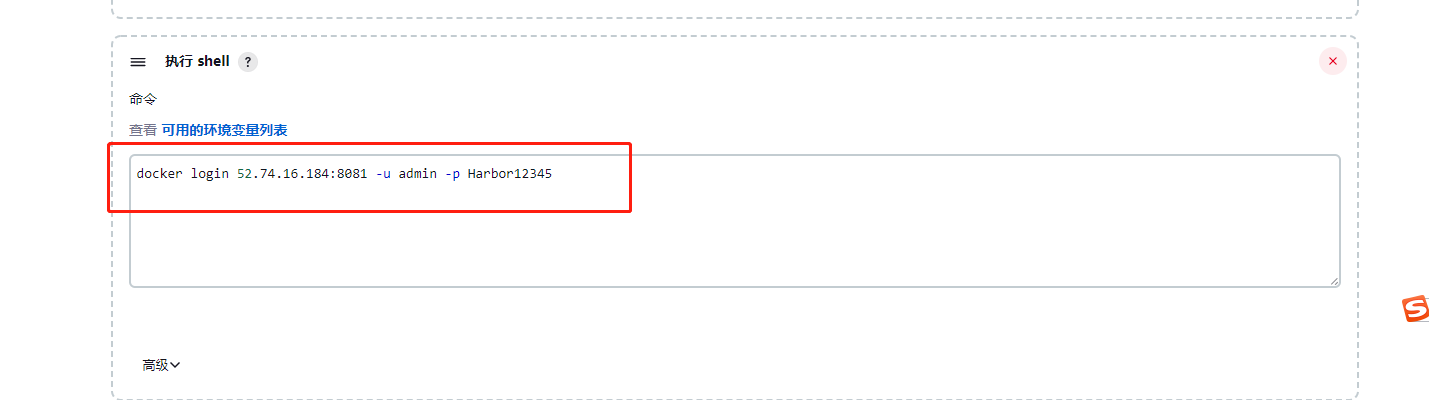 执行 shell ?
命令
查看 可用的环境变量列表
docker login 52.74.16.184:8081 -u admin -p Harbor12345
高级